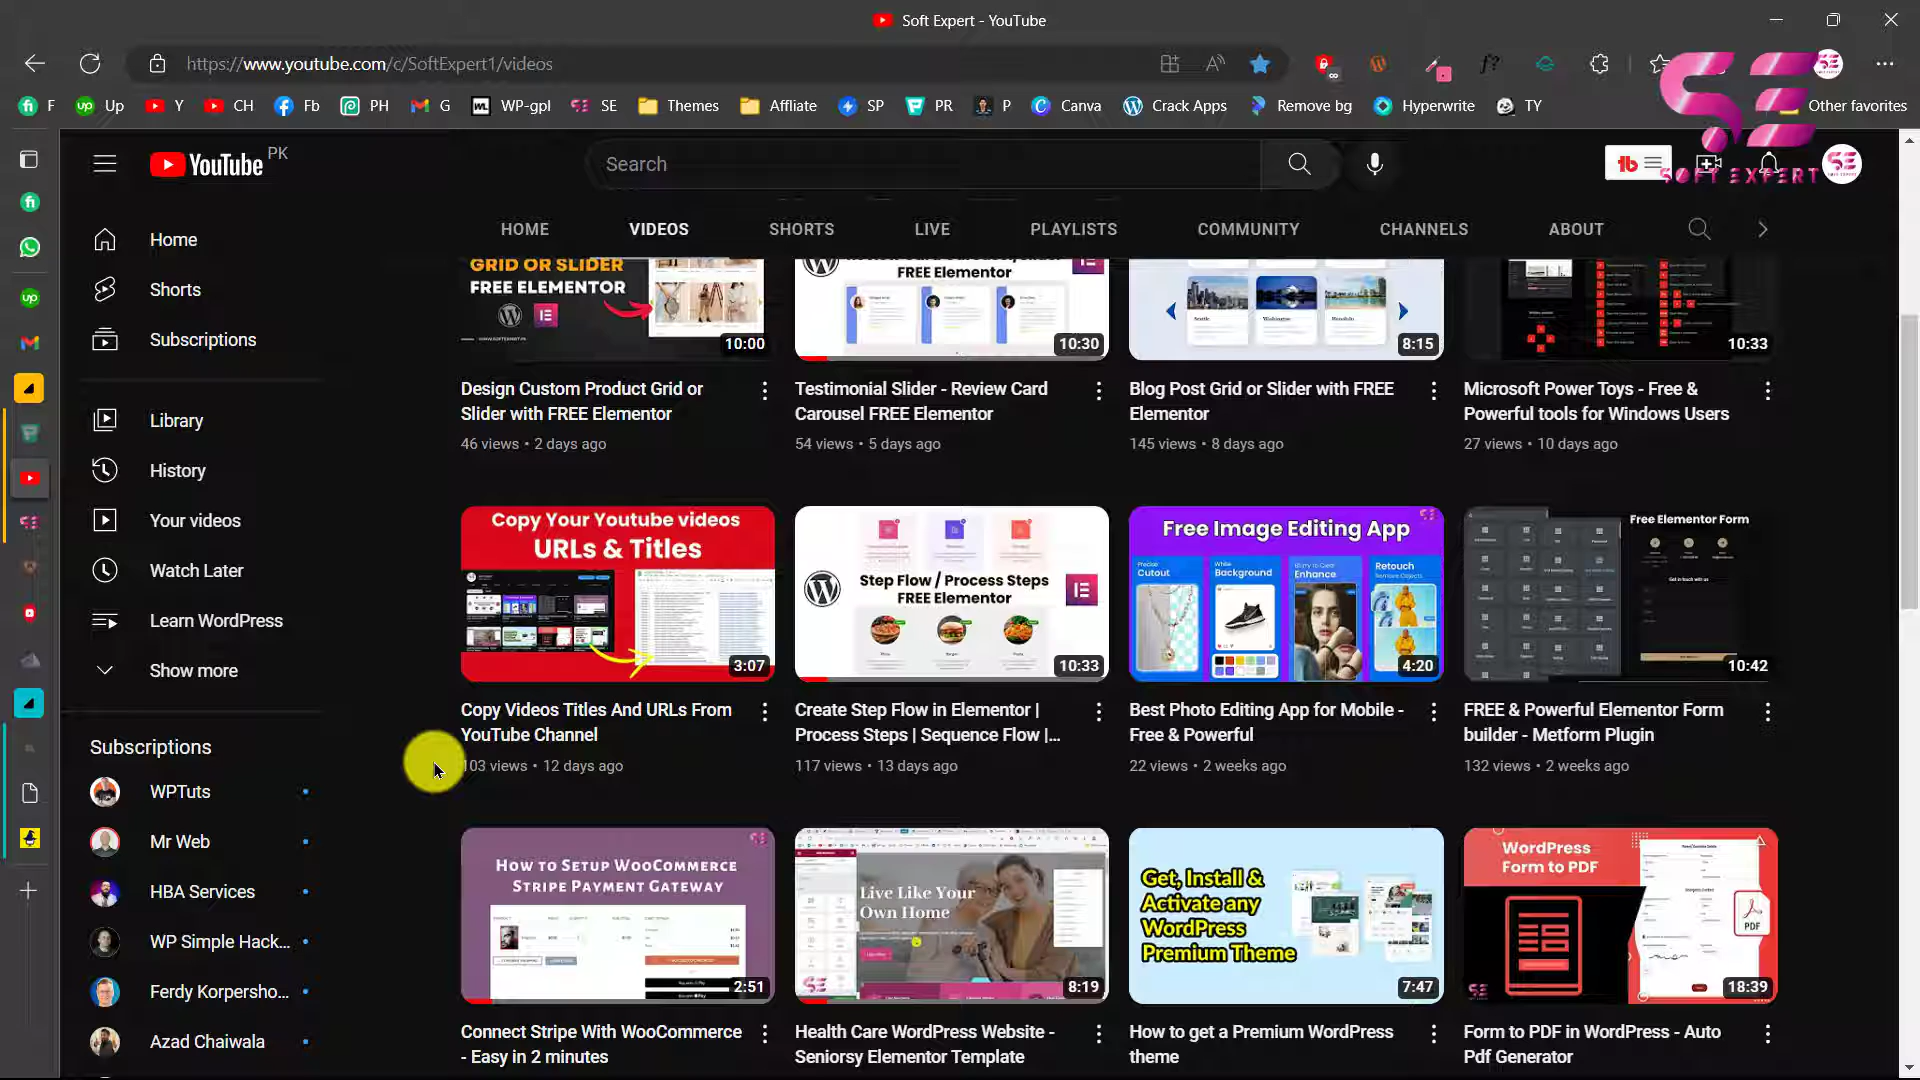 Soft Expert - YouTube
https://www.youtube.com/c/SoftExpert1/videos
F Up Y CH Fb PH G WP-gpl SE Themes Affliate SP PR P Canva Crack Apps Remove bg Hyperwrite TY Other favorites
YouTube PK
Search
SOFT EXPERT
HOME VIDEOS SHORTS LIVE PLAYLISTS COMMUNITY CHANNELS ABOUT
Home
Shorts
Subscriptions
Library
History
Your videos
Watch Later
Learn WordPress
Show more
Subscriptions
WPTuts
Mr Web
HBA Services
WP Simple Hack...
Ferdy Korpersho...
Azad Chaiwala
GRID OR SLIDER
FREE ELEMENTOR
10:00
Design Custom Product Grid or
Slider with FREE Elementor
46 views • 2 days ago
FREE Elementor
10:30
Testimonial Slider - Review Card
Carousel FREE Elementor
54 views • 5 days ago
8:15
Blog Post Grid or Slider with FREE
Elementor
145 views • 8 days ago
10:33
Microsoft Power Toys - Free &
Powerful tools for Windows Users
27 views • 10 days ago
Copy Your Youtube videos
URLs & Titles
3:07
Copy Videos Titles And URLs From
YouTube Channel
103 views • 12 days ago
Step Flow / Process Steps
FREE Elementor
10:33
Create Step Flow in Elementor |
Process Steps | Sequence Flow |...
117 views • 13 days ago
Free Image Editing App
Precise
Cutout
White
Background
Blurry to Clear
Enhance
Retouch
Remove Objects
4:20
Best Photo Editing App for Mobile -
Free & Powerful
22 views • 2 weeks ago
Free Elementor Form
Get in touch with us
10:42
FREE & Powerful Elementor Form
builder - Metform Plugin
132 views • 2 weeks ago
HOW TO SETUP WOOCOMMERCE
STRIPE PAYMENT GATEWAY
2:51
Connect Stripe With WooCommerce
- Easy in 2 minutes
Live Like Your
Own Home
8:19
Health Care WordPress Website -
Seniorsy Elementor Template
Get, Install &
Activate any
WordPress
Premium Theme
7:47
How to get a Premium WordPress
theme
WordPress
Form to PDF
PDF
18:39
Form to PDF in WordPress - Auto
Pdf Generator